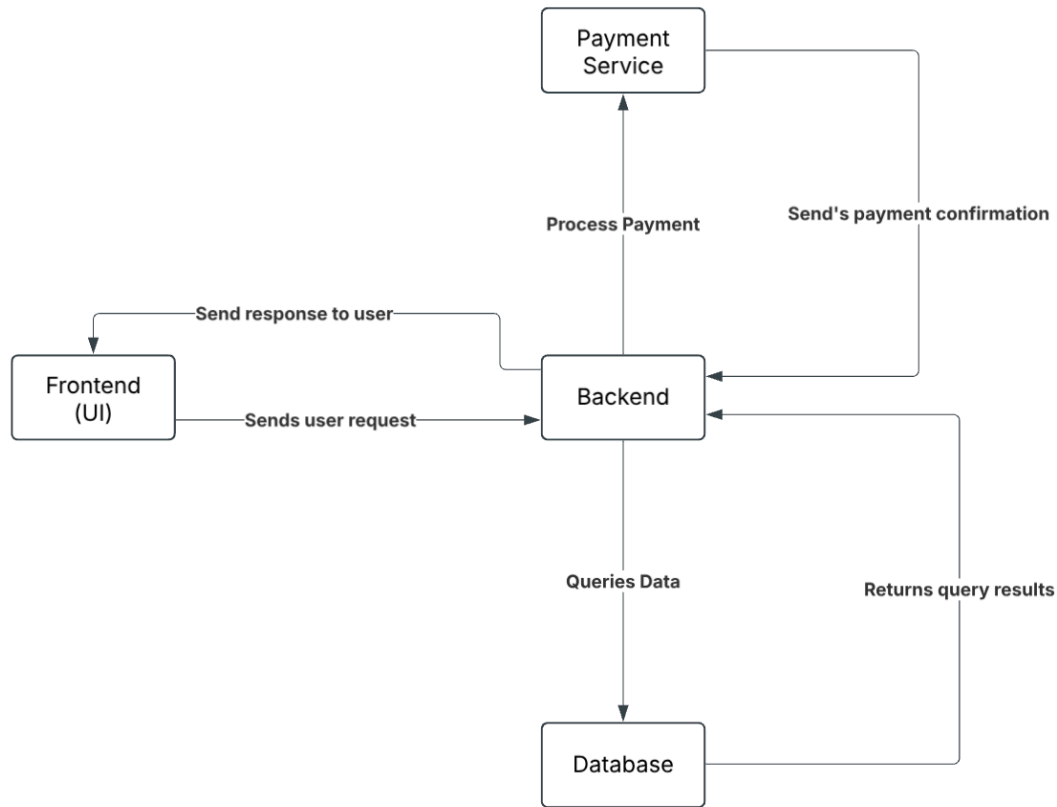 Payment
Service
Process Payment
Send's payment confirmation
Send response to user
Frontend
(UI)
Sends user request
Backend
Queries Data
Returns query results
Database